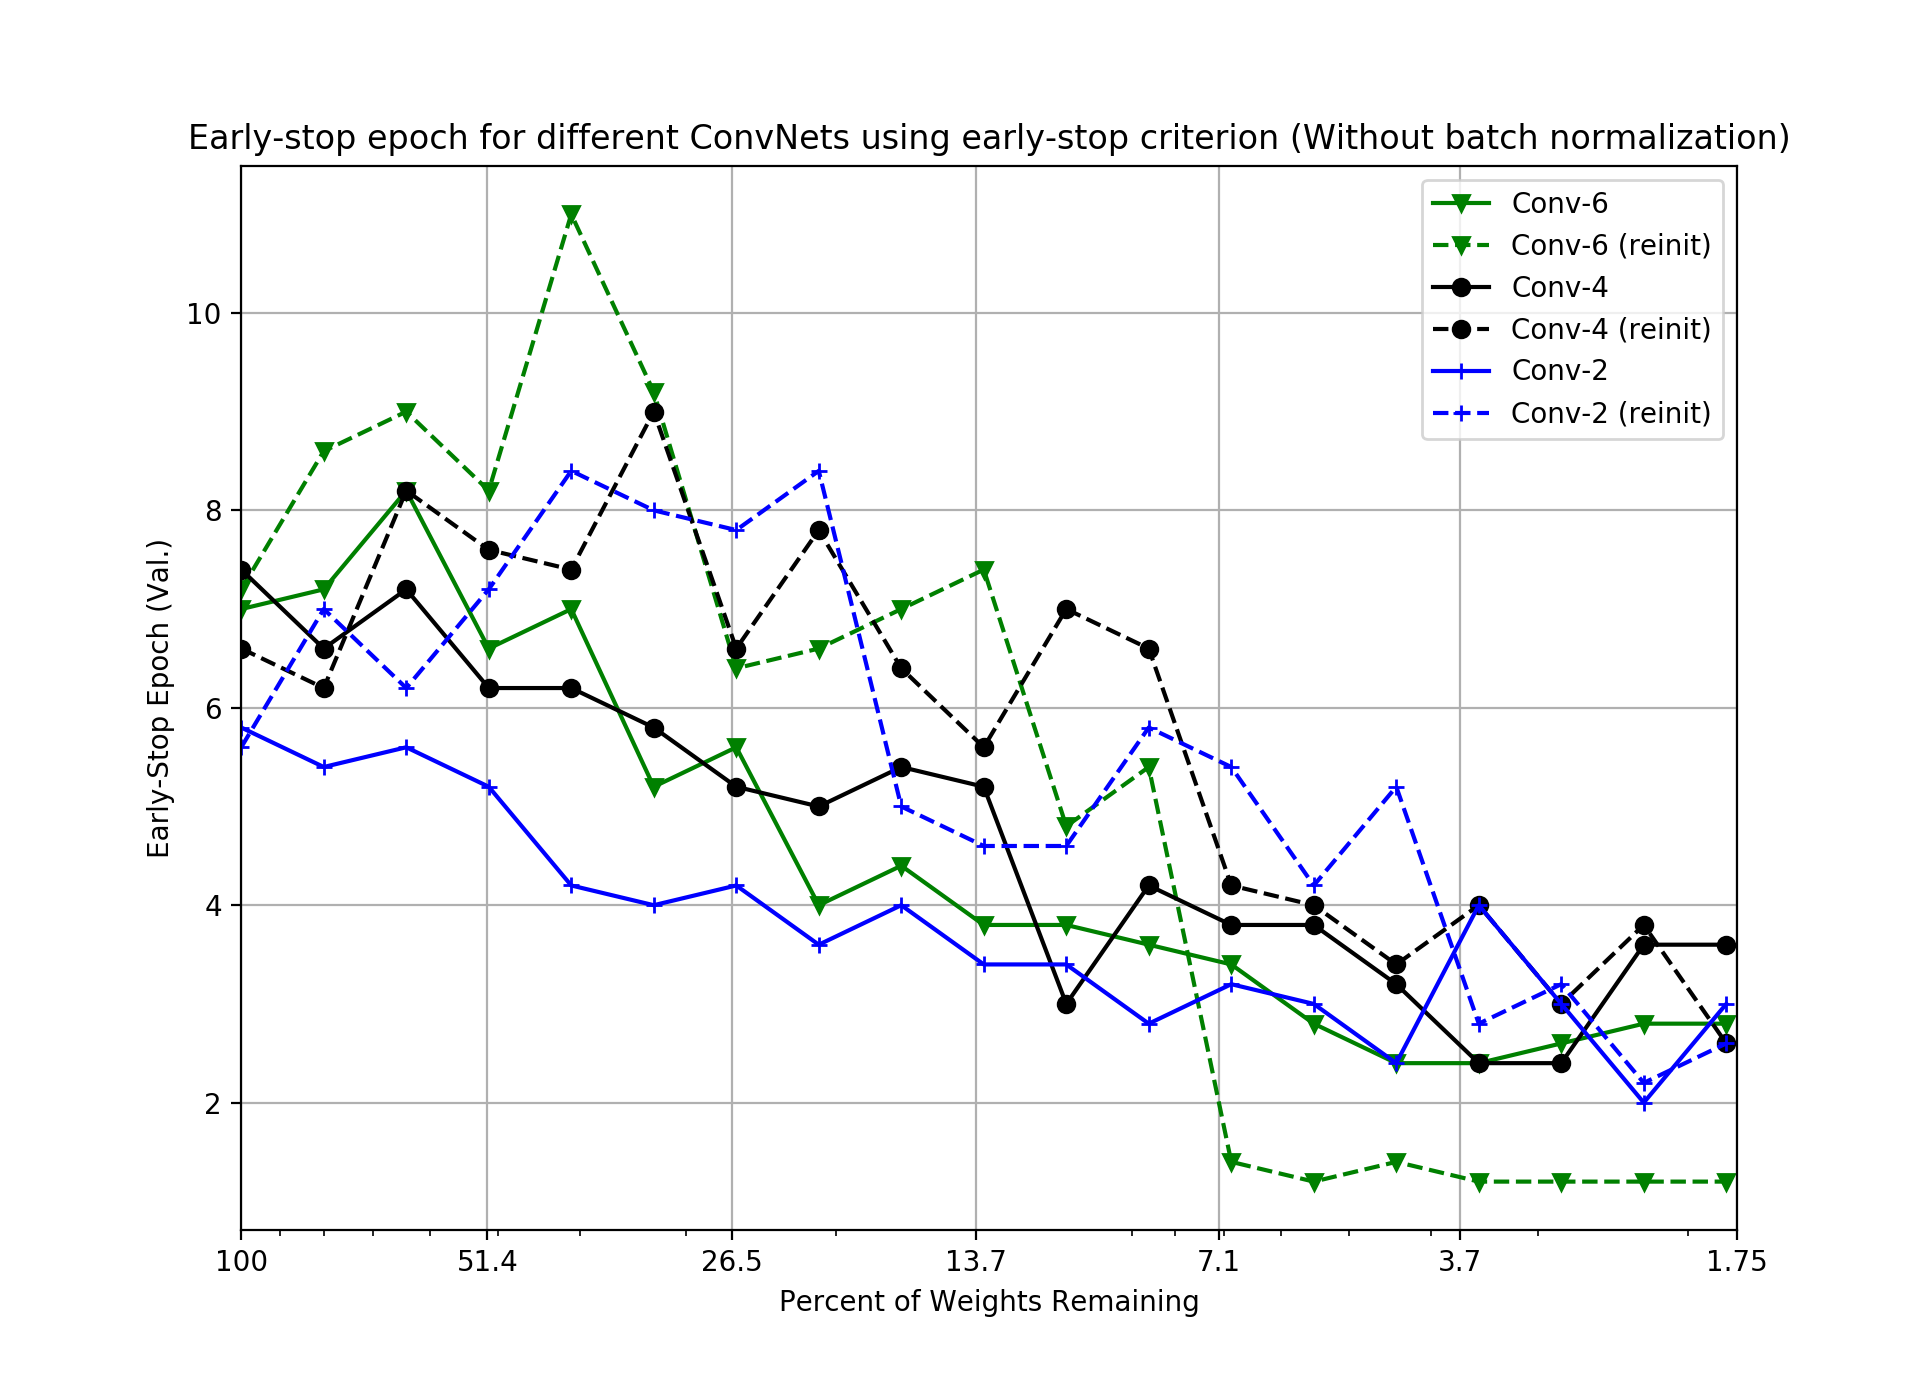 Early-stop epoch for different ConvNets using early-stop criterion (Without batch normalization)
Conv-6
Conv-6 (reinit)
Conv-4
Conv-4 (reinit)
Conv-2
Conv-2 (reinit)
Early-Stop Epoch (Val.)
10
8
6
4
2
100 51.4 26.5 13.7 7.1 3.7 1.75
Percent of Weights Remaining